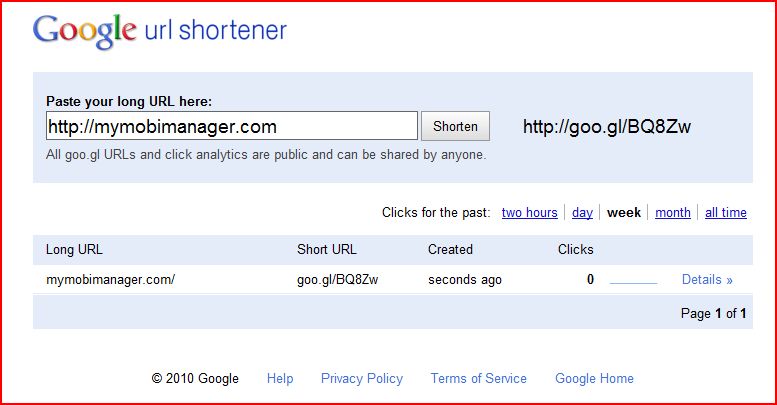 Google url shortener
Paste your long URL here:
http://mymobimanager.com Shorten http://goo.gl/BQ8Zw
All goo.gl URLs and click analytics are public and can be shared by anyone.
Clicks for the past: two hours day week month all time
Long URL Short URL Created Clicks
mymobimanager.com/ goo.gl/BQ8Zw seconds ago 0 Details »
Page 1 of 1
© 2010 Google Help Privacy Policy Terms of Service Google Home